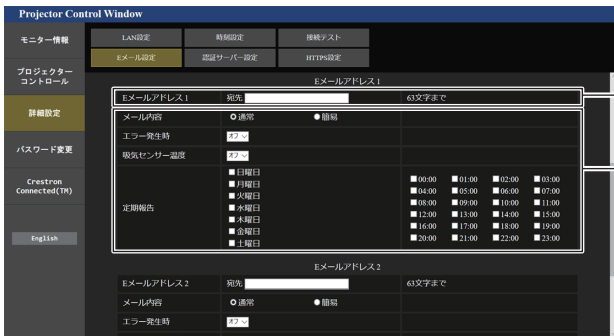 Projector Control Window
モニター情報
プロジェクター
コントロール
詳細設定
パスワード変更
Crestron
Connected(TM)
English
LAN設定 時刻設定 接続テスト
Eメール設定 認証サーバー設定 HTTPS設定
Eメールアドレス 1
Eメールアドレス 1 宛先 63文字まで
メール内容 通常 簡易
エラー発生時 オフ
吸気センサー温度 オフ
定期報告
日曜日
月曜日
火曜日
水曜日
木曜日
金曜日
土曜日
00:00 01:00 02:00 03:00
04:00 05:00 06:00 07:00
08:00 09:00 10:00 11:00
12:00 13:00 14:00 15:00
16:00 17:00 18:00 19:00
20:00 21:00 22:00 23:00
Eメールアドレス 2
Eメールアドレス 2 宛先 63文字まで
メール内容 通常 簡易
エラー発生時 オフ